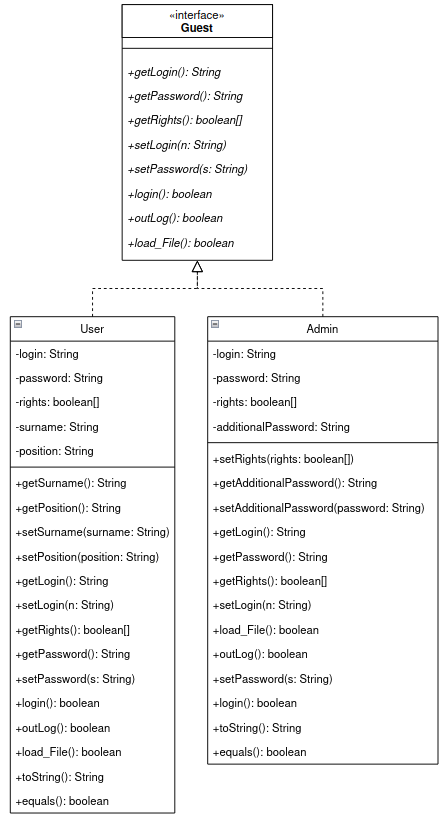 «interface»
Guest
+getLogin(): String
+getPassword(): String
+getRights(): boolean[]
+setLogin(n: String)
+setPassword(s: String)
+login(): boolean
+outLog(): boolean
+load_File(): boolean
User
-login: String
-password: String
-rights: boolean[]
-surname: String
-position: String
+getSurname(): String
+getPosition(): String
+setSurname(surname: String)
+setPosition(position: String)
+getLogin(): String
+setLogin(n: String)
+getRights(): boolean[]
+getPassword(): String
+setPassword(s: String)
+login(): boolean
+outLog(): boolean
+load_File(): boolean
+toString(): String
+equals(): boolean
Admin
-login: String
-password: String
-rights: boolean[]
-additionalPassword: String
+setRights(rights: boolean[])
+getAdditionalPassword(): String
+setAdditionalPassword(password: String)
+getLogin(): String
+getPassword(): String
+getRights(): boolean[]
+setLogin(n: String)
+load_File(): boolean
+outLog(): boolean
+setPassword(s: String)
+login(): boolean
+toString(): String
+equals(): boolean